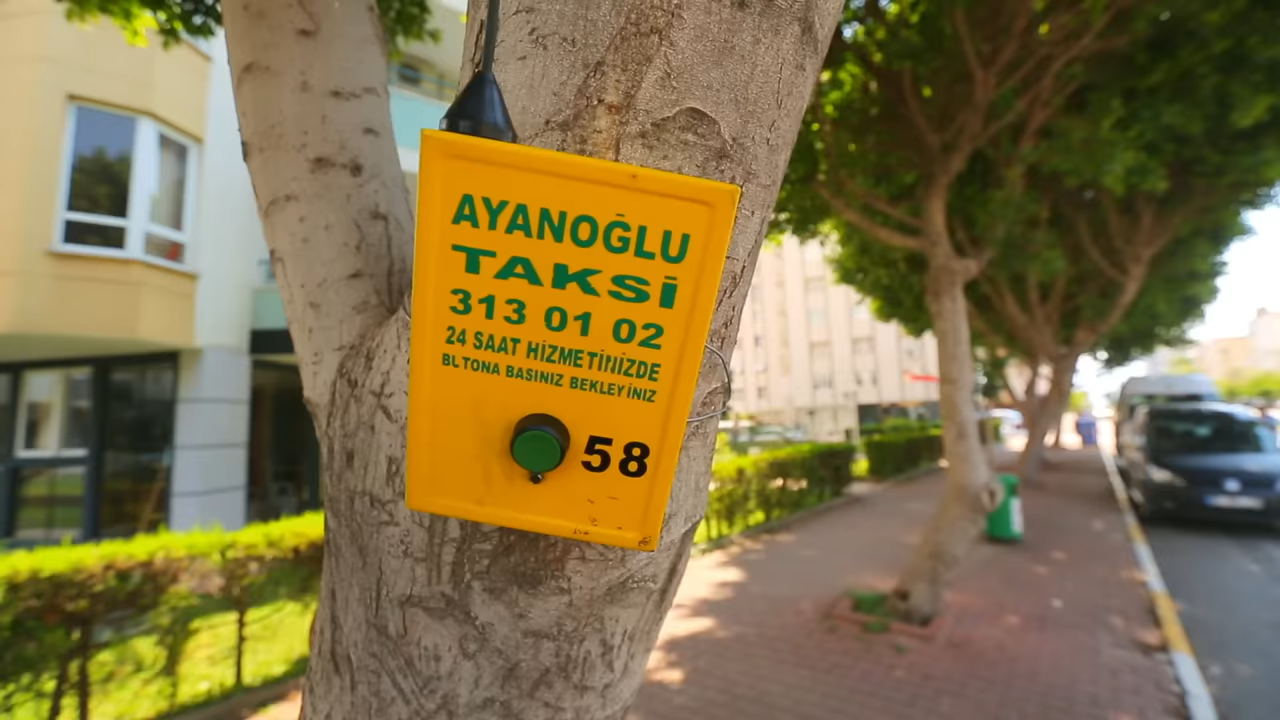 AYANOĞLU
TAKSİ
313 01 02
24 SAAT HİZMETİNİZDE
BUTONA BASINIZ BEKLEYİNİZ
58